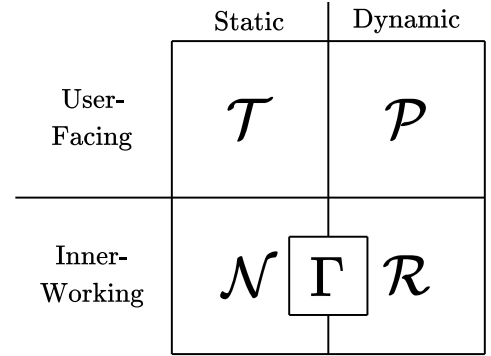 Static Dynamic
User-
Facing
𝒯 𝒫
Inner-
Working
𝒩 Γ ℛ